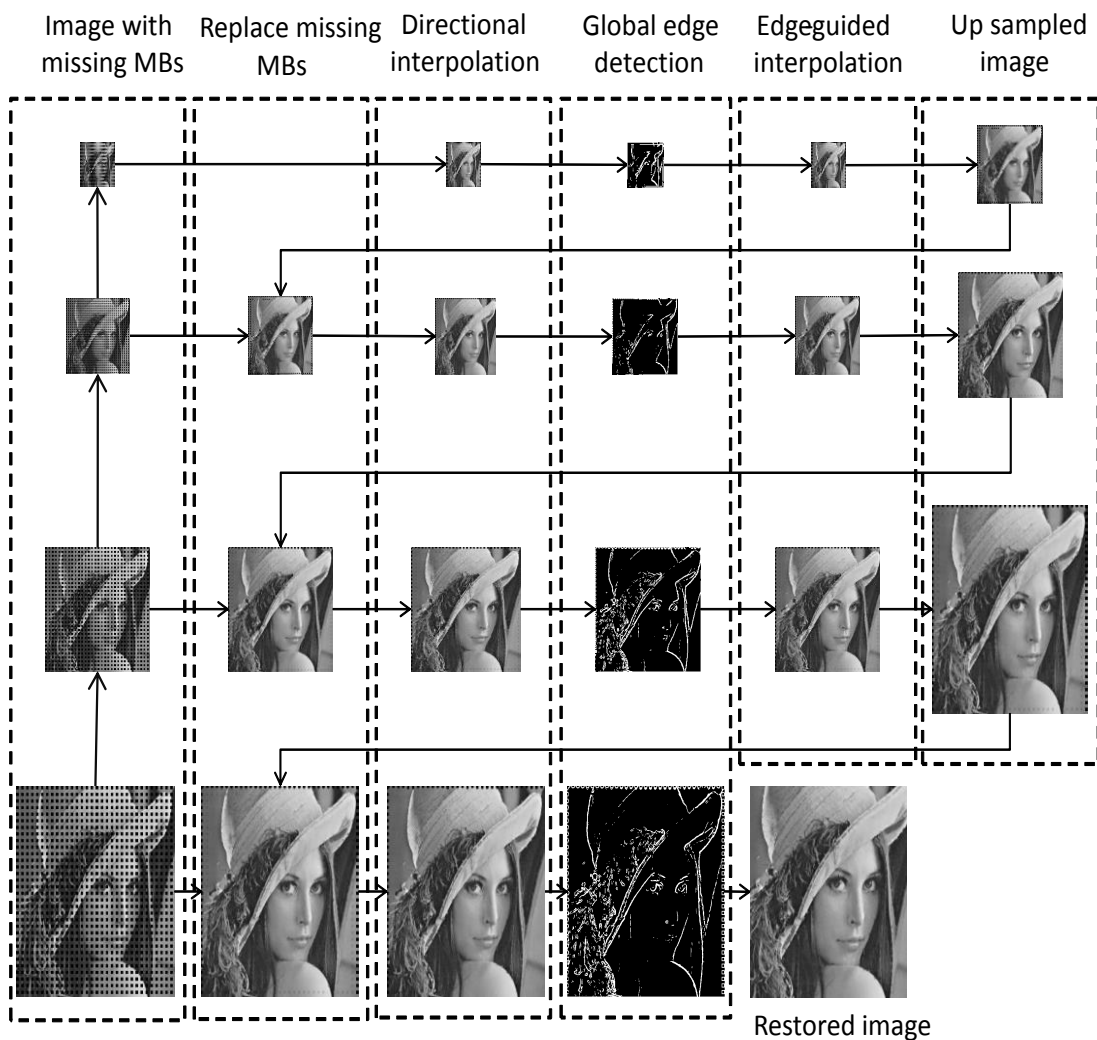 Image with
missing MBs
Replace missing
MBs
Directional
interpolation
Global edge
detection
Edgeguided
interpolation
Up sampled
image
Restored image